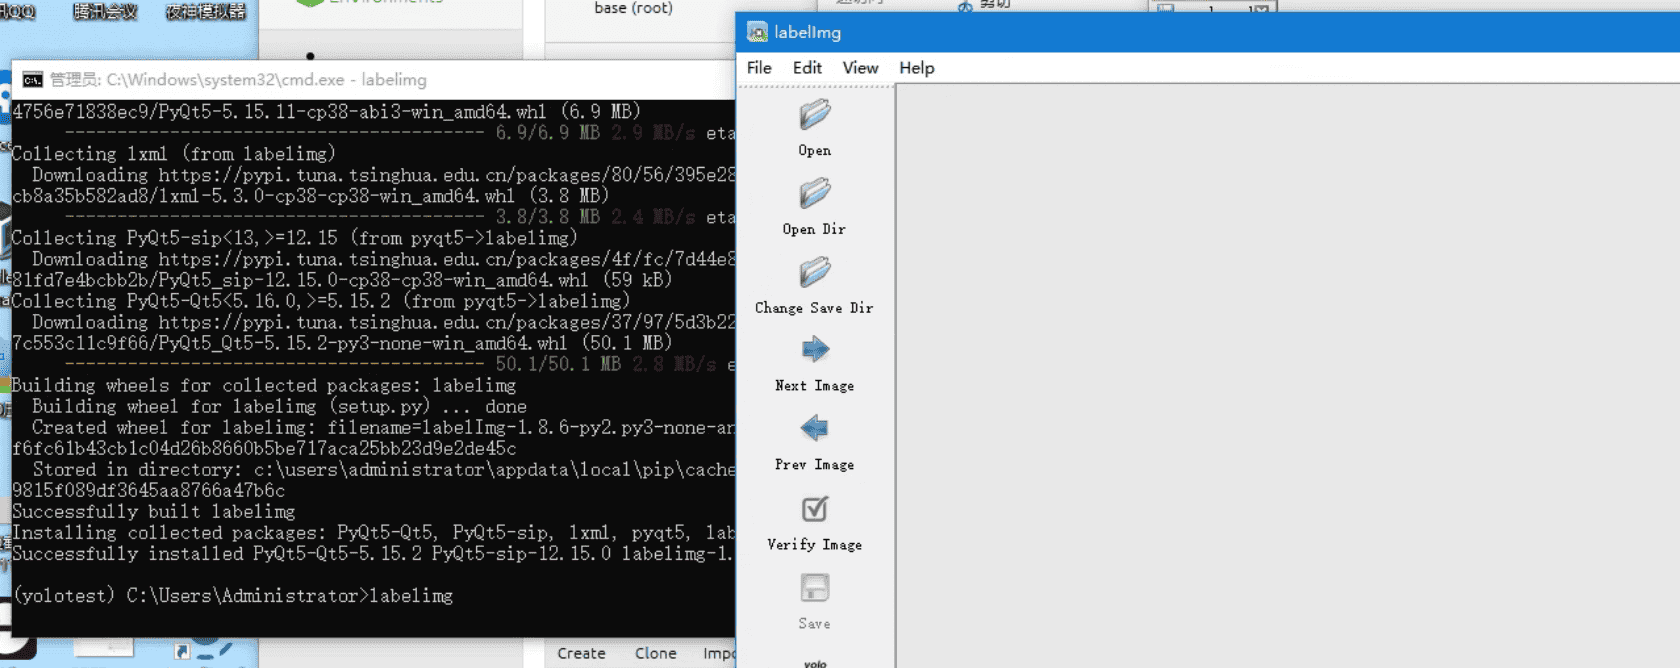 腾讯会议
夜神模拟器
Environments
base (root)
管理员: C:\Windows\system32\cmd.exe - labelimg
4756e71838ec9/PyQt5-5.15.11-cp38-abi3-win_amd64.whl (6.9 MB)
---------------------------------------- 6.9/6.9 MB 2.9 MB/s eta
Collecting lxml (from labelimg)
Downloading https://pypi.tuna.tsinghua.edu.cn/packages/80/56/395e28
cb8a35b582ad8/lxml-5.3.0-cp38-cp38-win_amd64.whl (3.8 MB)
---------------------------------------- 3.8/3.8 MB 2.4 MB/s eta
Collecting PyQt5-sip<13,>=12.15 (from pyqt5->labelimg)
Downloading https://pypi.tuna.tsinghua.edu.cn/packages/4f/fc/7d44e8
81fd7e4bcbb2b/PyQt5_sip-12.15.0-cp38-cp38-win_amd64.whl (59 kB)
Collecting PyQt5-Qt5<5.16.0,>=5.15.2 (from pyqt5->labelimg)
Downloading https://pypi.tuna.tsinghua.edu.cn/packages/37/97/5d3b22
7c553c11c9f66/PyQt5_Qt5-5.15.2-py3-none-win_amd64.whl (50.1 MB)
---------------------------------------- 50.1/50.1 MB 2.8 MB/s e
Building wheels for collected packages: labelimg
Building wheel for labelimg (setup.py) ... done
Created wheel for labelimg: filename=labelImg-1.8.6-py2.py3-none-an
f6fc61b43cb1c04d26b8660b5be717aca25bb23d9e2de45c
Stored in directory: c:\users\administrator\appdata\local\pip\cache
9815f089df3645aa8766a47b6c
Successfully built labelimg
Installing collected packages: PyQt5-Qt5, PyQt5-sip, lxml, pyqt5, lab
Successfully installed PyQt5-Qt5-5.15.2 PyQt5-sip-12.15.0 labelimg-1.
(yolotest) C:\Users\Administrator>labelimg
Create Clone Impo
labelImg
File Edit View Help
Open
Open Dir
Change Save Dir
Next Image
Prev Image
Verify Image
Save
yolo